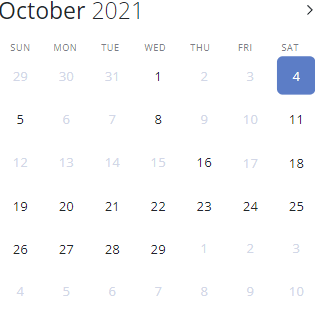 October 2021 >
SUN MON TUE WED THU FRI SAT
29 30 31 1 2 3 4
5 6 7 8 9 10 11
12 13 14 15 16 17 18
19 20 21 22 23 24 25
26 27 28 29 1 2 3
4 5 6 7 8 9 10